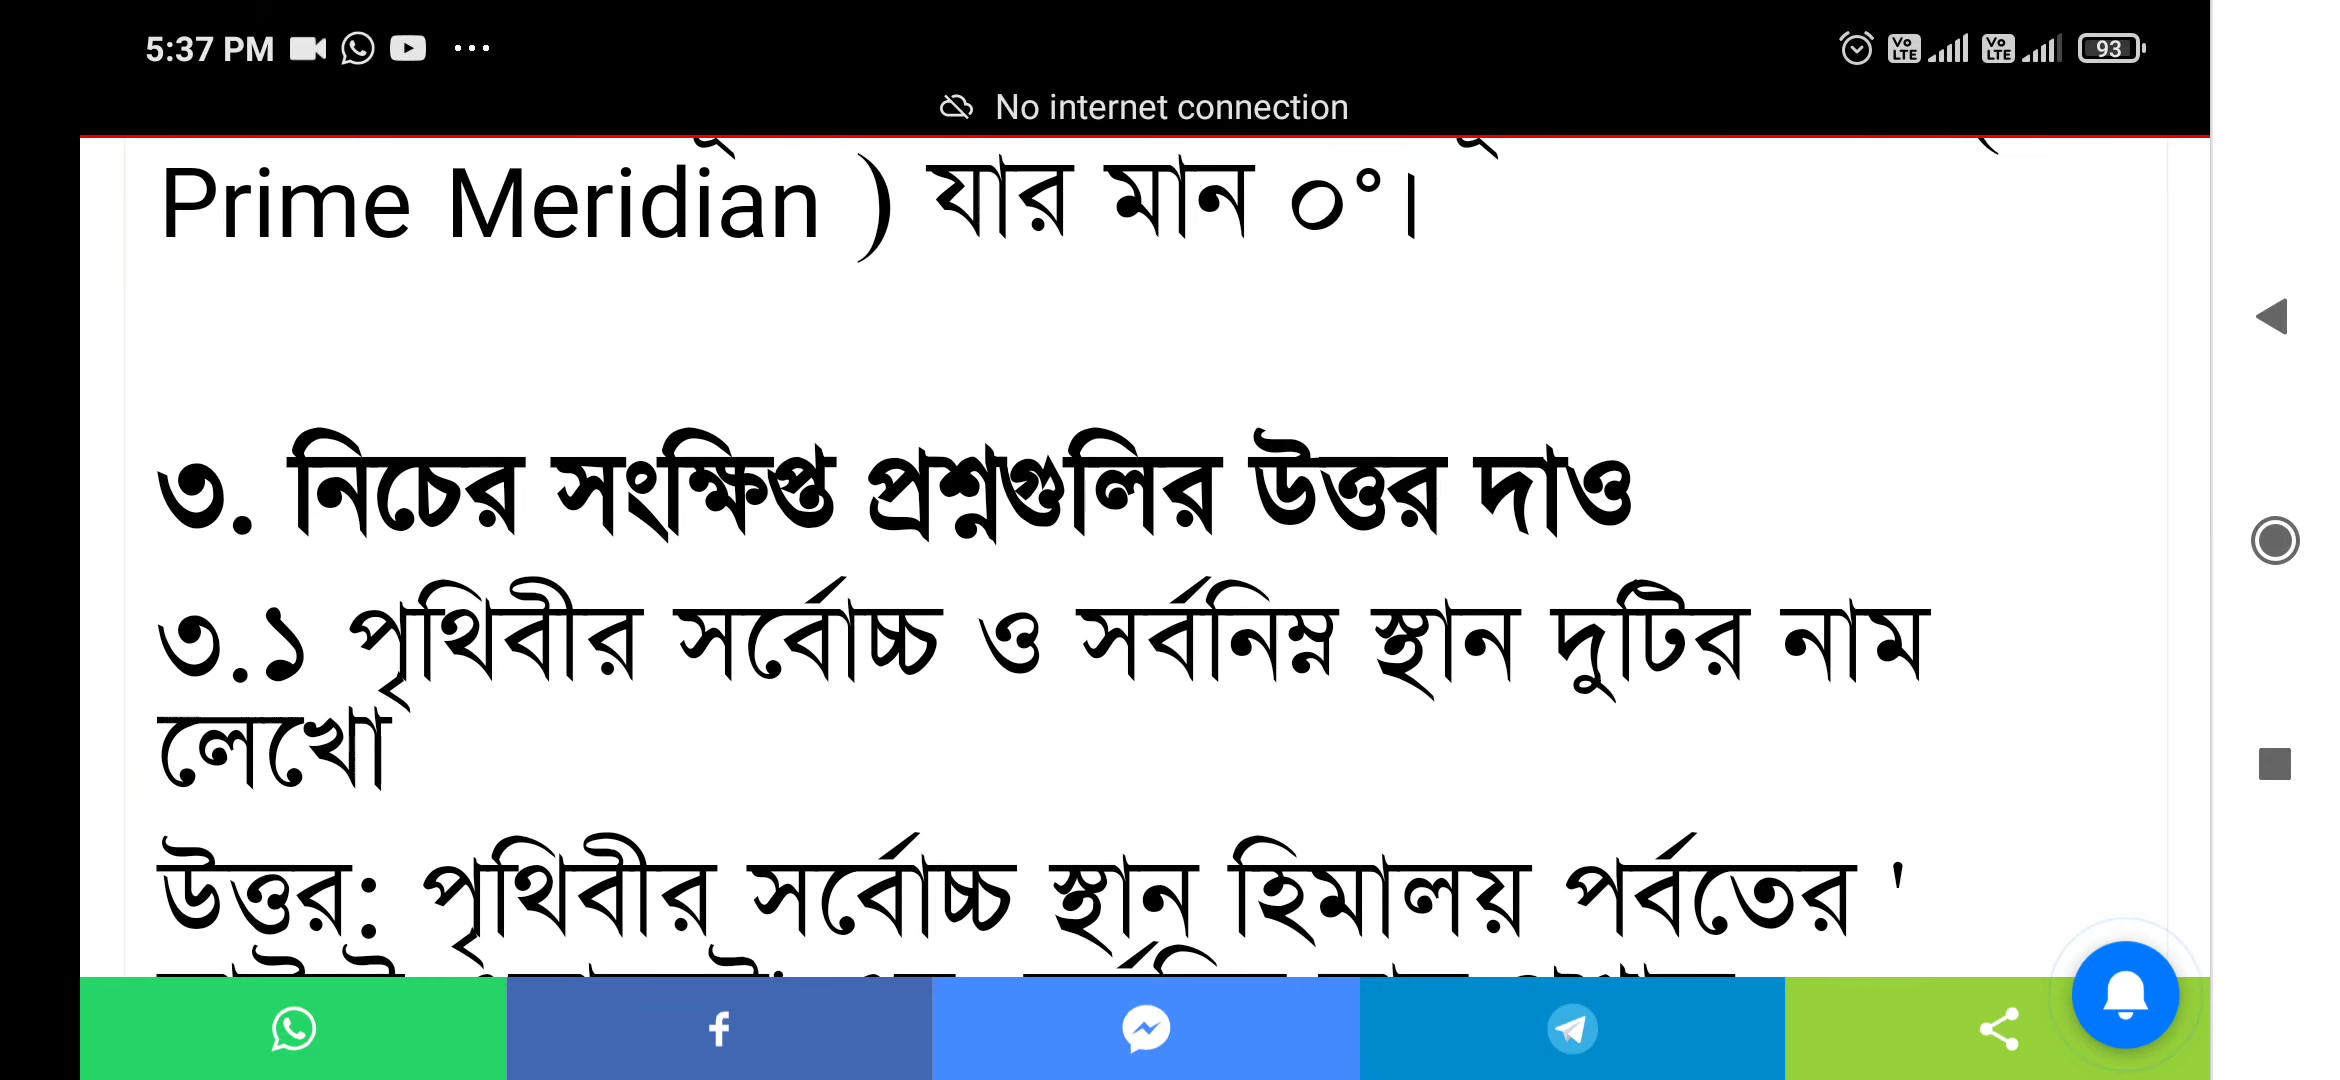 5:37 PM
93
No internet connection
Prime Meridian ) যার মান ০°।
৩. নিচের সংক্ষিপ্ত প্রশ্নগুলির উত্তর দাও
৩.১ পৃথিবীর সর্বোচ্চ ও সর্বনিম্ন স্থান দুটির নাম
লেখো
উত্তর: পৃথিবীর সর্বোচ্চ স্থান হিমালয় পর্বতের '